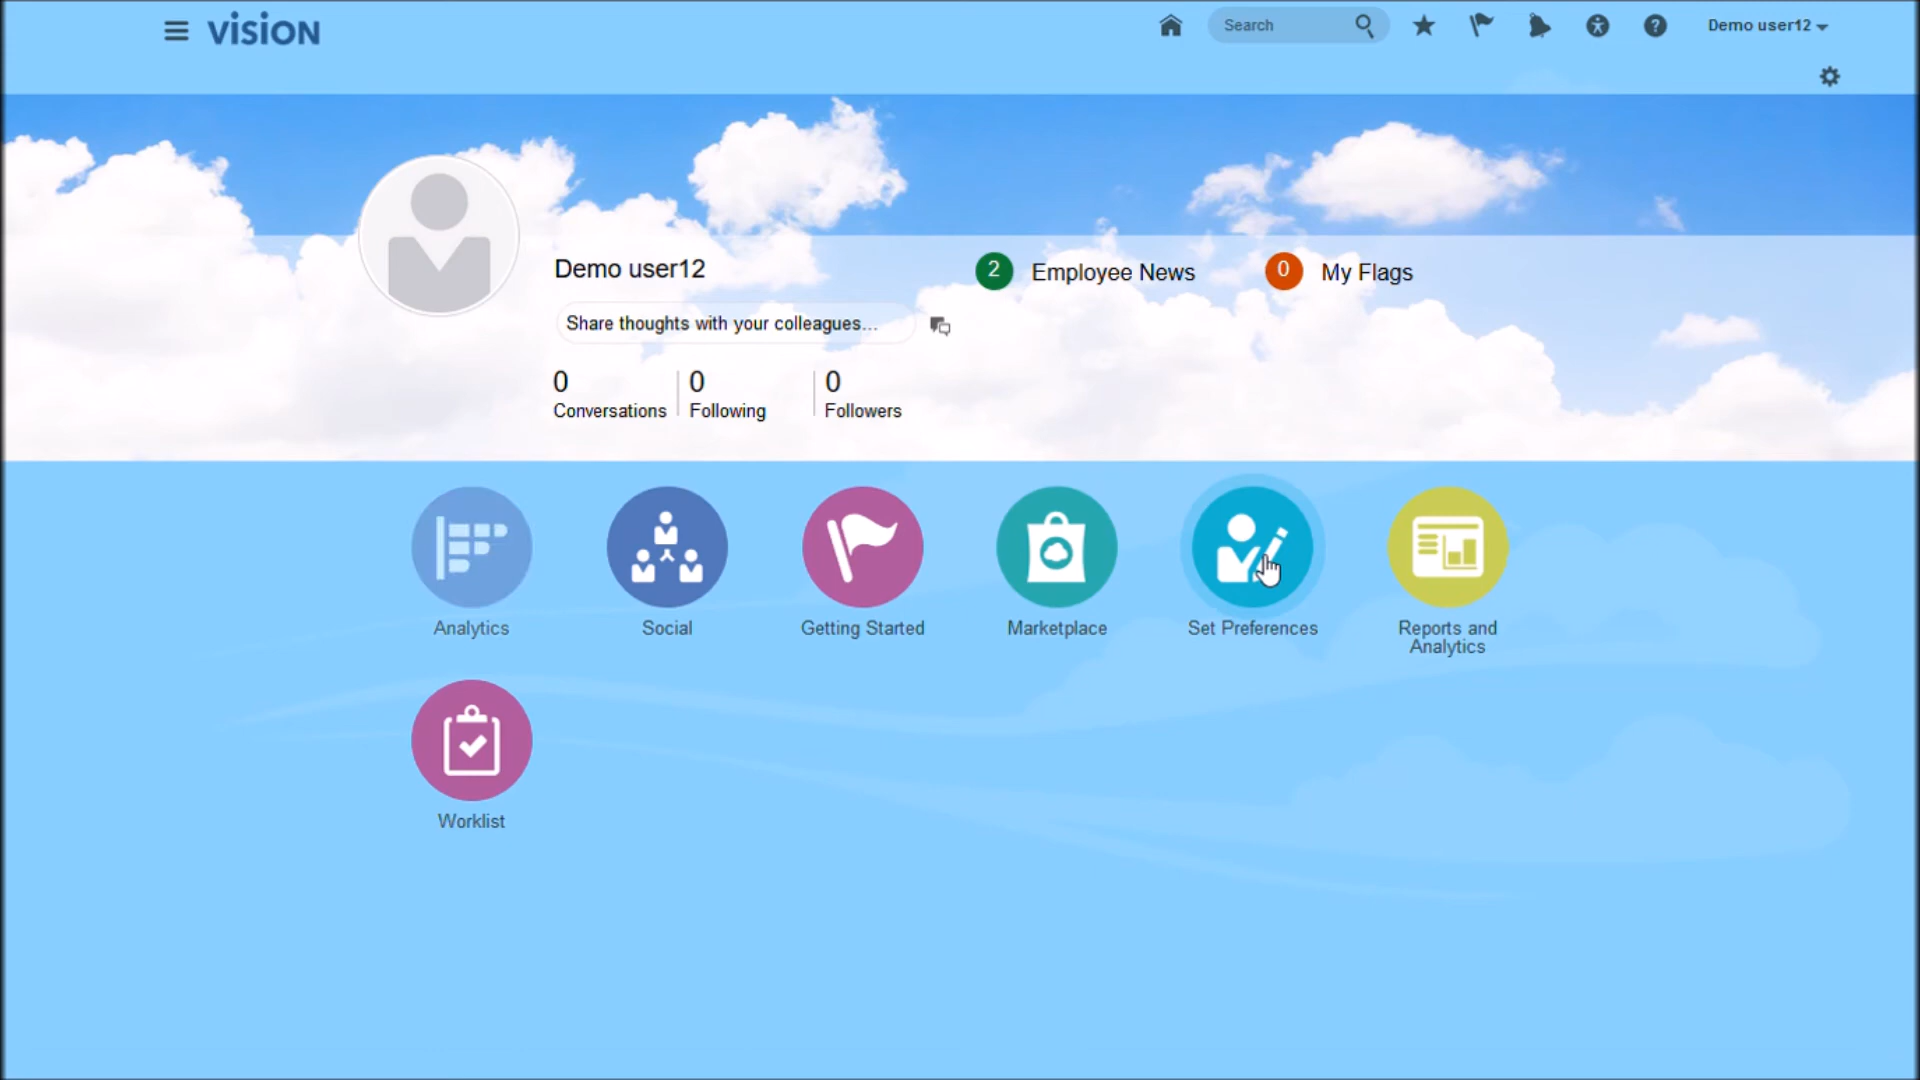 VISION
Search
Demo user12
Demo user12
2 Employee News
0 My Flags
Share thoughts with your colleagues...
0 0 0
Conversations Following Followers
Analytics
Social
Getting Started
Marketplace
Set Preferences
Reports and
Analytics
Worklist